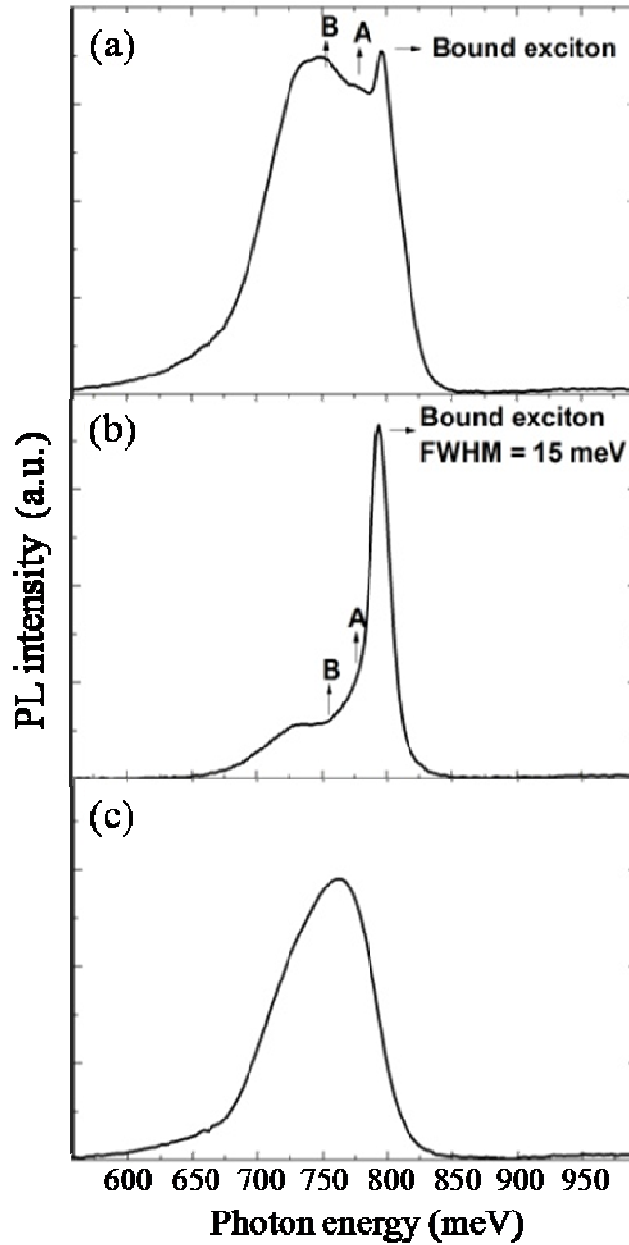 (a)
B
A
Bound exciton
(b)
Bound exciton
FWHM = 15 meV
A
B
(c)
PL intensity (a.u.)
600 650 700 750 800 850 900 950
Photon energy (meV)